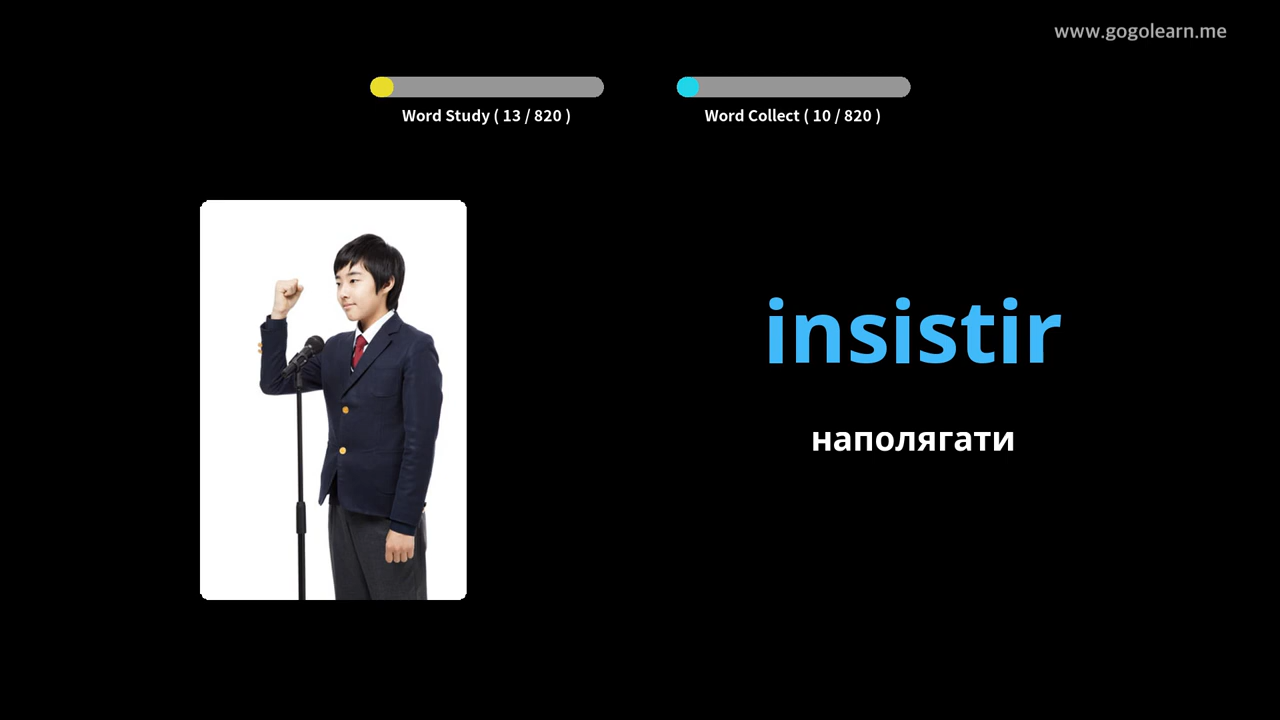 www.gogolearn.me
Word Study ( 13 / 820 )
Word Collect ( 10 / 820 )
insistir
наполягати